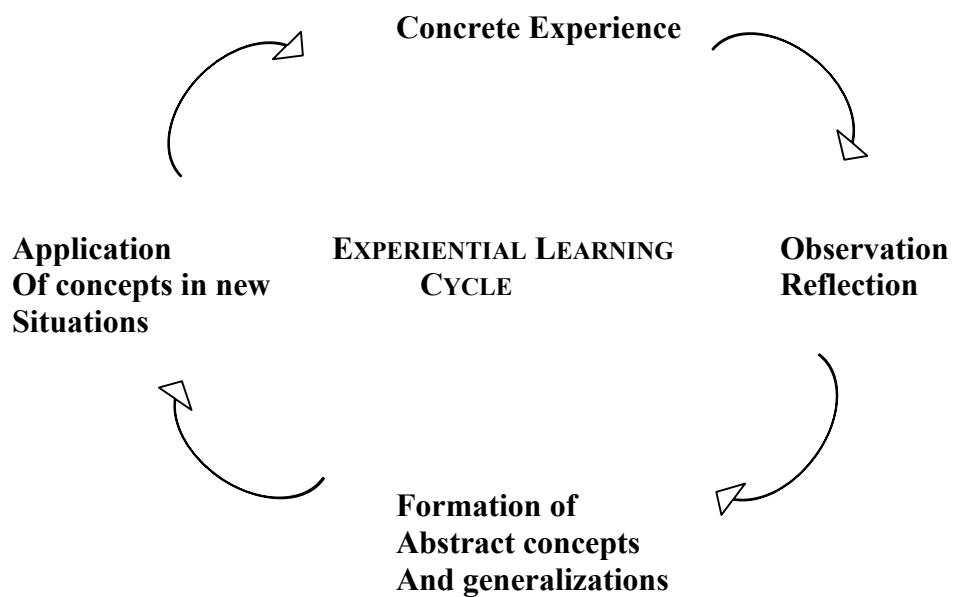 Concrete Experience
Application
Of concepts in new
Situations
EXPERIENTIAL LEARNING
CYCLE
Observation
Reflection
Formation of
Abstract concepts
And generalizations